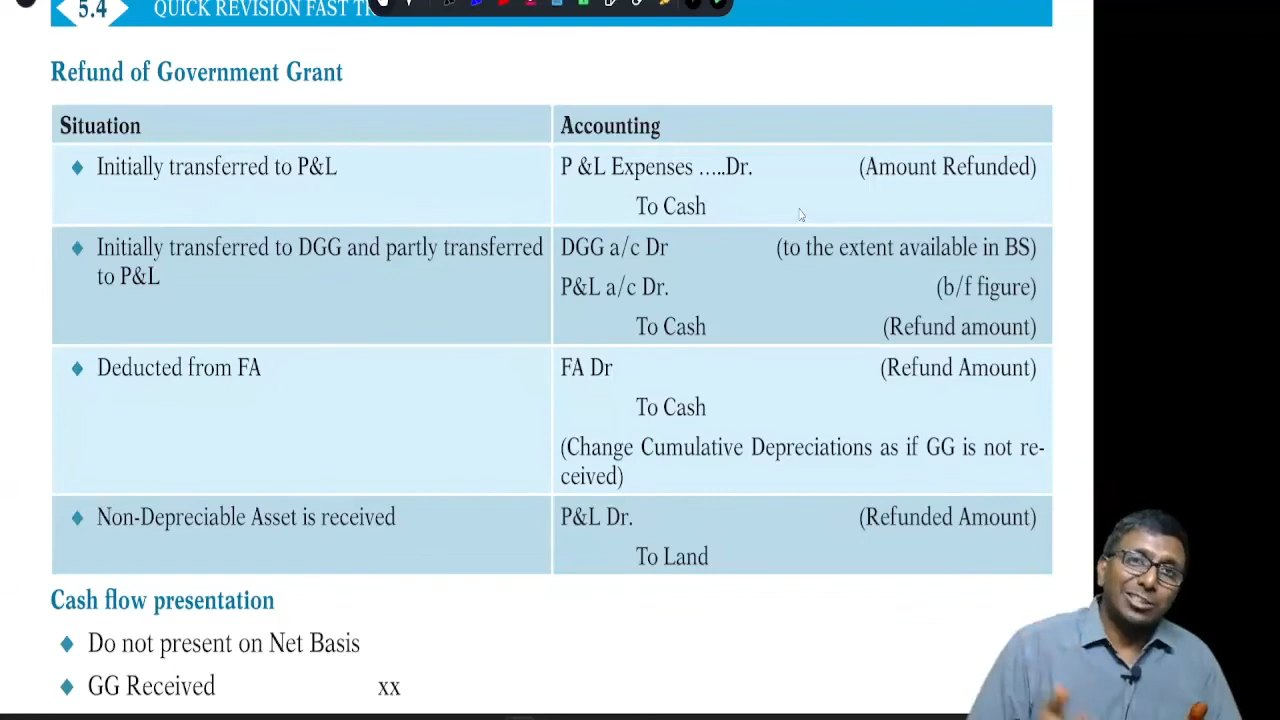 5.4 QUICK REVISION FAST
Refund of Government Grant
Situation Accounting
♦ Initially transferred to P&L P &L Expenses …..Dr. (Amount Refunded)
To Cash
♦ Initially transferred to DGG and partly transferred DGG a/c Dr (to the extent available in BS)
to P&L P&L a/c Dr. (b/f figure)
To Cash (Refund amount)
♦ Deducted from FA FA Dr (Refund Amount)
To Cash
(Change Cumulative Depreciations as if GG is not re-
ceived)
♦ Non-Depreciable Asset is received P&L Dr. (Refunded Amount)
To Land
Cash flow presentation
♦ Do not present on Net Basis
♦ GG Received xx